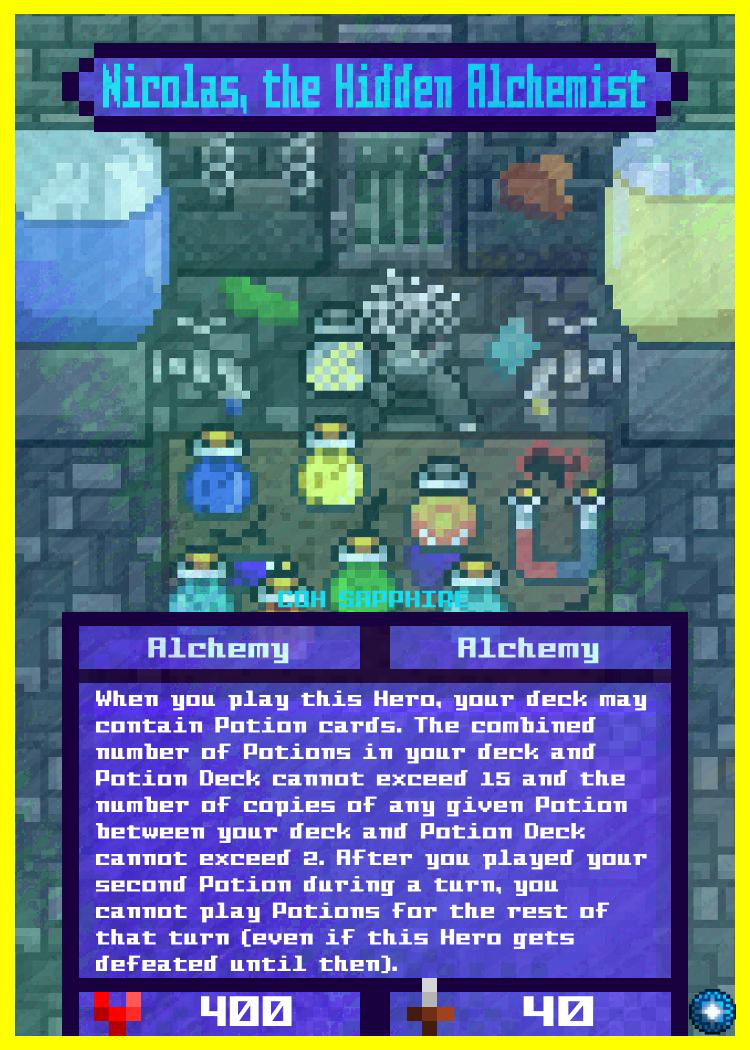 Nicolas, the Hidden Alchemist
COH SAPPHIRE
Alchemy Alchemy
When you play this Hero, your deck may
contain Potion cards. The combined
number of Potions in your deck and
Potion Deck cannot exceed 15 and the
number of copies of any given Potion
between your deck and Potion Deck
cannot exceed 2. After you played your
second Potion during a turn, you
cannot play Potions for the rest of
that turn (even if this Hero gets
defeated until then).
400 40